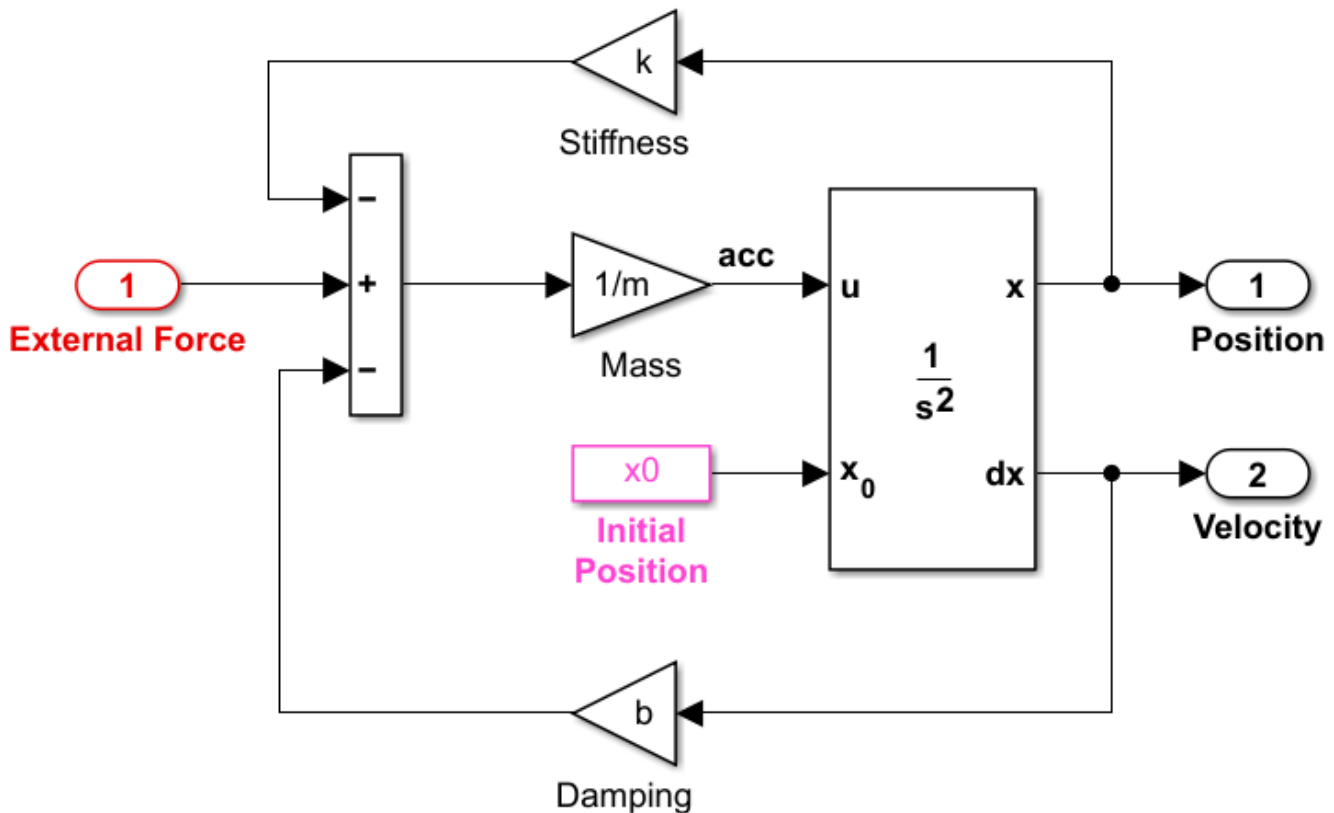 k
Stiffness
−
1
External Force
+
−
1/m
Mass
acc
u
x
1
s2
x0
dx
1
Position
x0
Initial
Position
2
Velocity
b
Damping